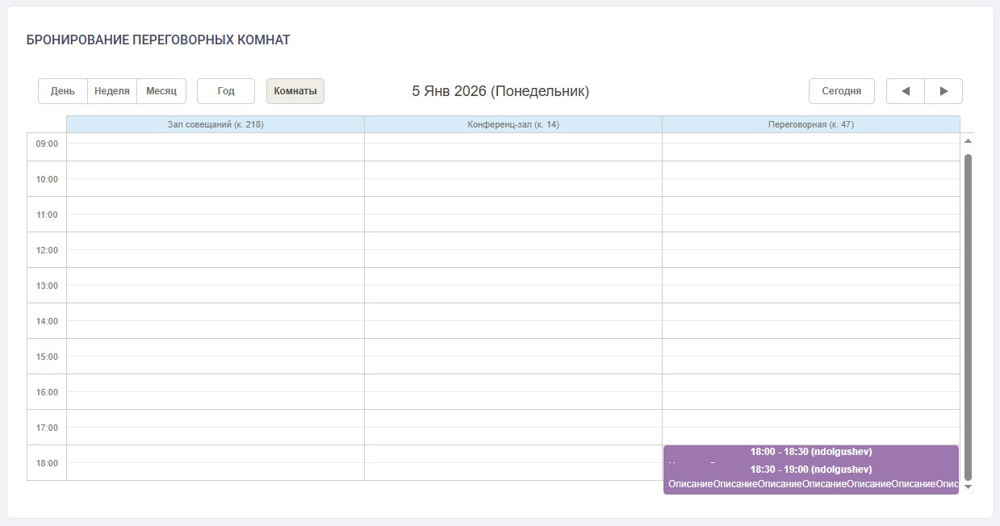 БРОНИРОВАНИЕ ПЕРЕГОВОРНЫХ КОМНАТ
День Неделя Месяц Год Комнаты 5 Янв 2026 (Понедельник) Сегодня
Зал совещаний (к. 218) Конференц-зал (к. 14) Переговорная (к. 47)
09:00
10:00
11:00
12:00
13:00
14:00
15:00
16:00
17:00
18:00
18:00 - 18:30 (ndolgushev)
18:30 - 19:00 (ndolgushev)
ОписаниеОписаниеОписаниеОписаниеОписаниеОписаниеОпис